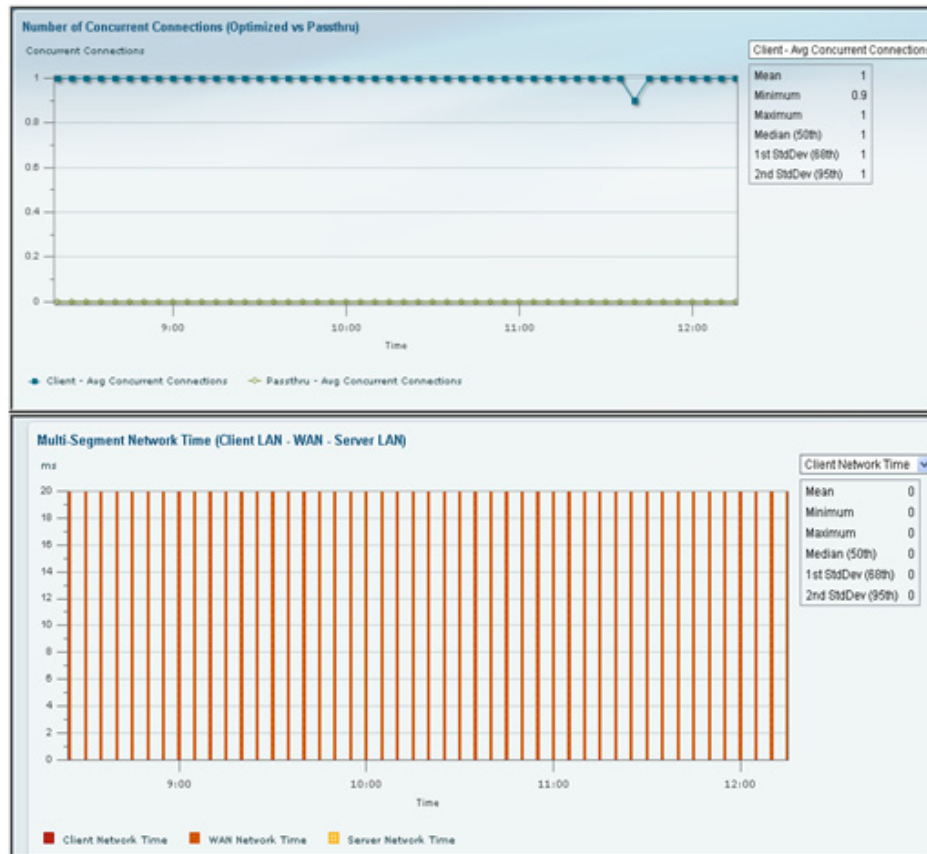 Number of Concurrent Connections (Optimized vs Passthru)
Concurrent Connections
Client - Avg Concurrent Connection
Mean 1
Minimum 0.9
Maximum 1
Median (50th) 1
1st StdDev (68th) 1
2nd StdDev (95th) 1
1
0.8
0.6
0.4
0.2
0
9:00 10:00 11:00 12:00
Time
Client - Avg Concurrent Connections Passthru - Avg Concurrent Connections
Multi-Segment Network Time (Client LAN - WAN - Server LAN)
ms
Client Network Time
Mean 0
Minimum 0
Maximum 0
Median (50th) 0
1st StdDev (68th) 0
2nd StdDev (95th) 0
20
18
16
14
12
10
8
6
4
2
0
9:00 10:00 11:00 12:00
Time
Client Network Time WAN Network Time Server Network Time